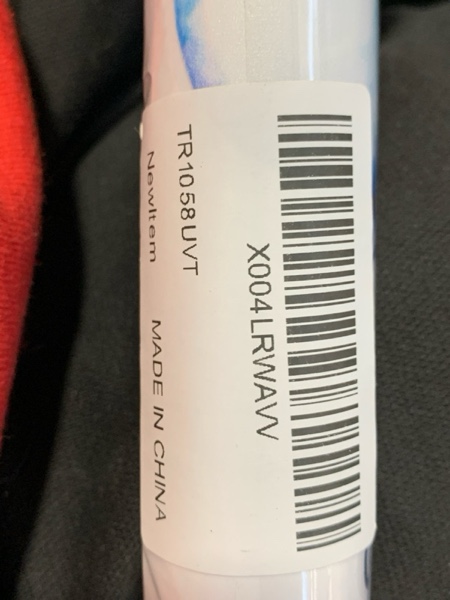 X004LRWAVV
TR1058UVT
NewItem MADE IN CHINA